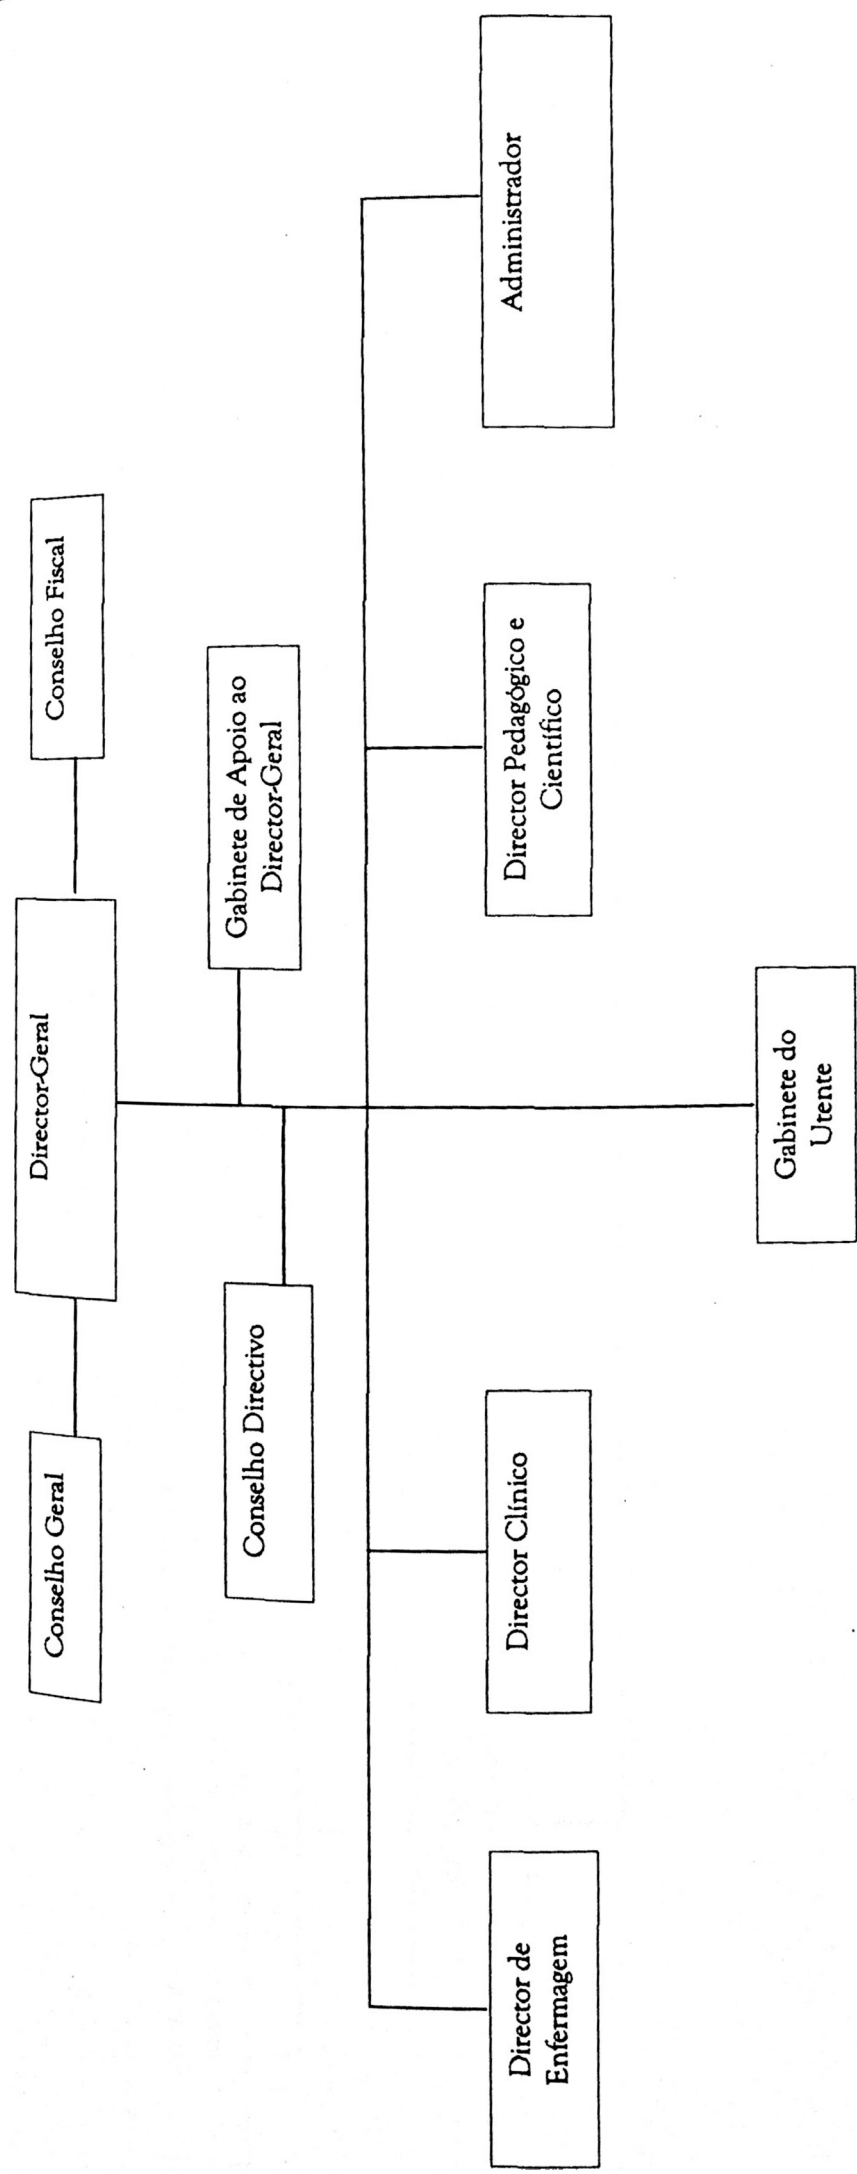 Conselho Geral
Director-Geral
Conselho Fiscal
Conselho Directivo
Gabinete de Apoio ao
Director-Geral
Director de
Enfermagem
Director Clínico
Director Pedagógico e
Científico
Administrador
Gabinete do
Utente